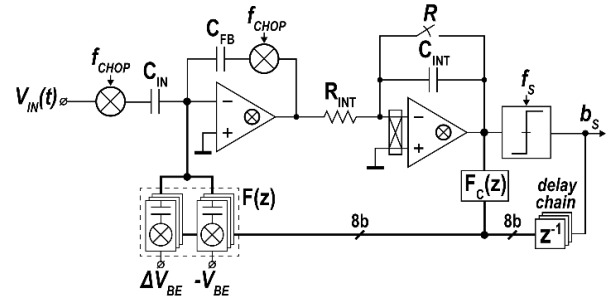 f_CHOP
f_CHOP
C_FB
C_IN
V_IN(t)
R
C_INT
R_INT
f_S
b_S
−
+
−
+
F(z)
F_C(z)
delay
chain
8b
8b
z^-1
ΔV_BE
-V_BE